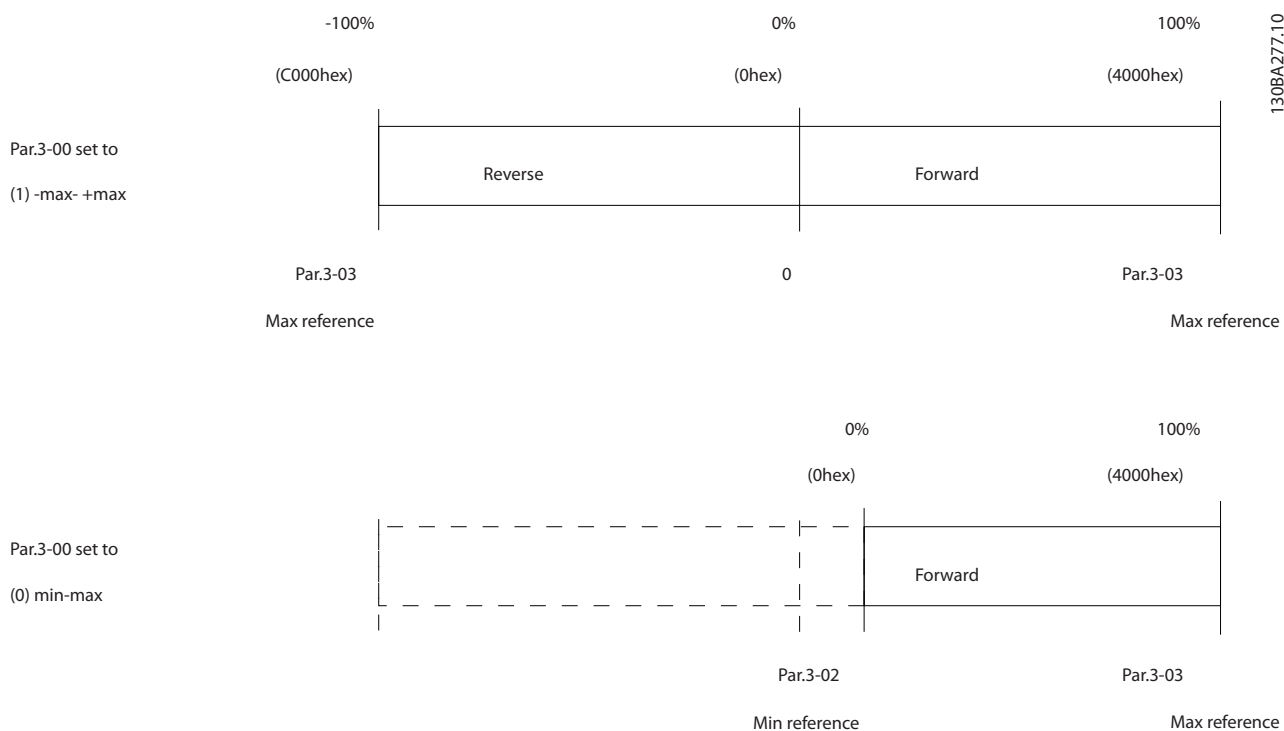 -100% 0% 100%
(C000hex) (0hex) (4000hex)
130BA277.10
Par.3-00 set to
(1) -max- +max
Reverse Forward
Par.3-03 0 Par.3-03
Max reference Max reference
0% 100%
(0hex) (4000hex)
Par.3-00 set to
(0) min-max
Forward
Par.3-02 Par.3-03
Min reference Max reference